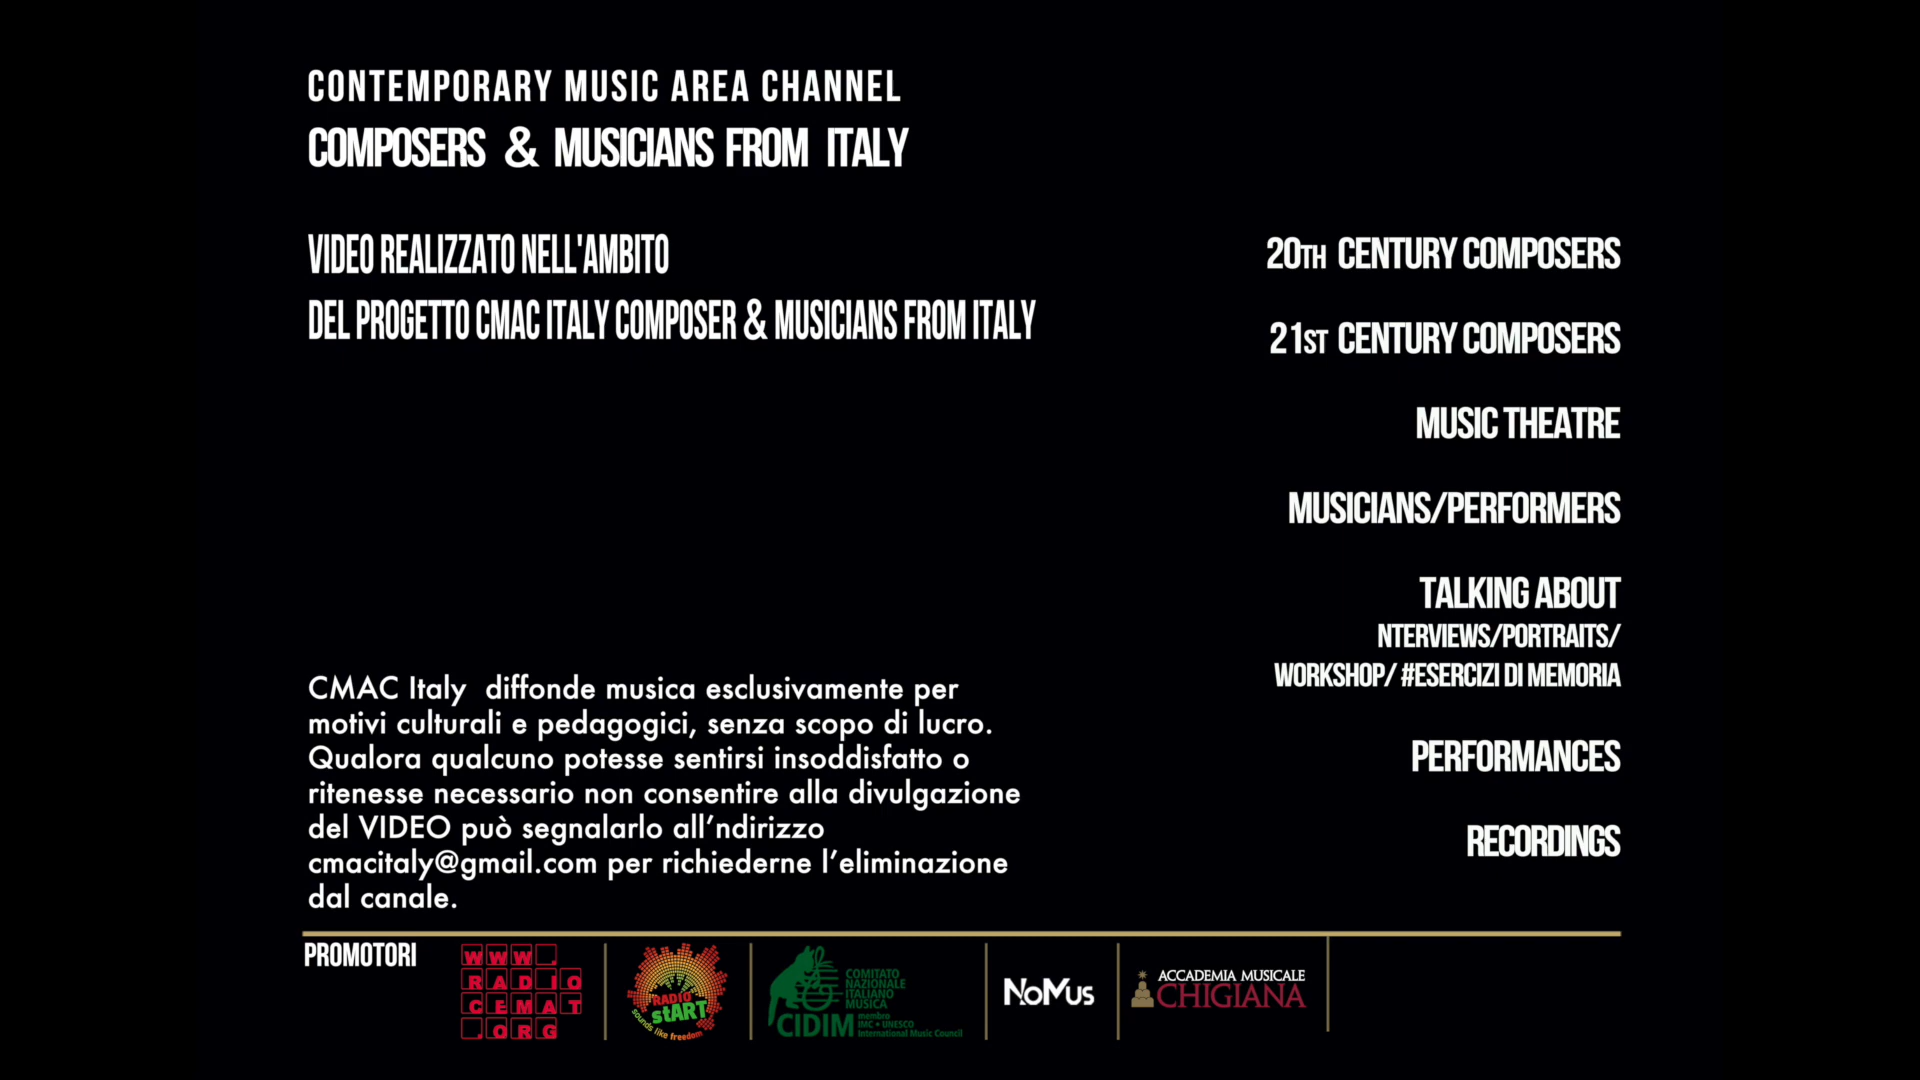 CONTEMPORARY MUSIC AREA CHANNEL
COMPOSERS & MUSICIANS FROM ITALY
VIDEO REALIZZATO NELL'AMBITO
DEL PROGETTO CMAC ITALY COMPOSER & MUSICIANS FROM ITALY
20TH CENTURY COMPOSERS
21ST CENTURY COMPOSERS
MUSIC THEATRE
MUSICIANS/PERFORMERS
TALKING ABOUT
NTERVIEWS/PORTRAITS/
WORKSHOP/ #ESERCIZI DI MEMORIA
PERFORMANCES
RECORDINGS
CMAC Italy diffonde musica esclusivamente per
motivi culturali e pedagogici, senza scopo di lucro.
Qualora qualcuno potesse sentirsi insoddisfatto o
ritenesse necessario non consentire alla divulgazione
del VIDEO può segnalarlo all’ndirizzo
cmacitaly@gmail.com per richiederne l’eliminazione
dal canale.
PROMOTORI
WWW.
RADIO
CEMAT
.ORG
RADIO
stART
sounds like freedom
COMITATO
NAZIONALE
ITALIANO
MUSICA
CIDIM
membro
IMC • UNESCO
International Music Council
NoMus
ACCADEMIA MUSICALE
CHIGIANA